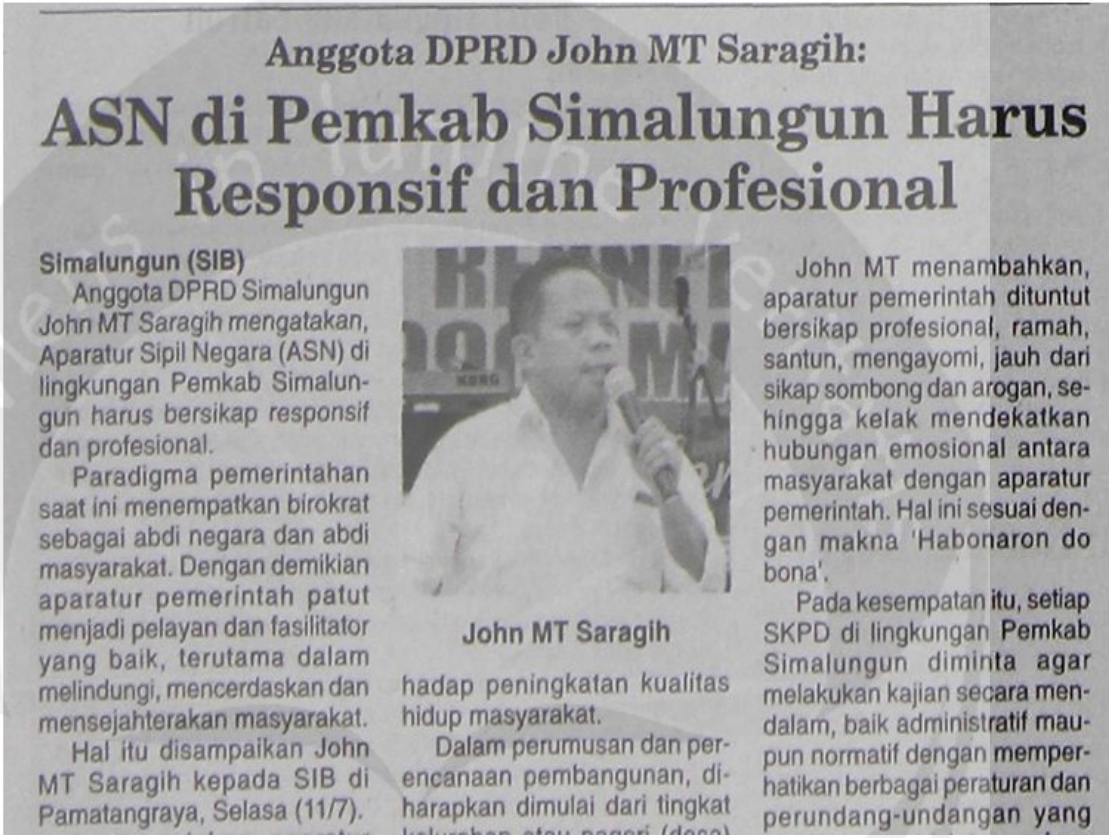 Anggota DPRD John MT Saragih:
ASN di Pemkab Simalungun Harus
Responsif dan Profesional
Simalungun (SIB)
Anggota DPRD Simalungun
John MT Saragih mengatakan,
Aparatur Sipil Negara (ASN) di
lingkungan Pemkab Simalun-
gun harus bersikap responsif
dan profesional.
Paradigma pemerintahan
saat ini menempatkan birokrat
sebagai abdi negara dan abdi
masyarakat. Dengan demikian
aparatur pemerintah patut
menjadi pelayan dan fasilitator
yang baik, terutama dalam
melindungi, mencerdaskan dan
mensejahterakan masyarakat.
Hal itu disampaikan John
MT Saragih kepada SIB di
Pamatangraya, Selasa (11/7).
KORG
John MT Saragih
hadap peningkatan kualitas
hidup masyarakat.
Dalam perumusan dan per-
encanaan pembangunan, di-
harapkan dimulai dari tingkat
John MT menambahkan,
aparatur pemerintah dituntut
bersikap profesional, ramah,
santun, mengayomi, jauh dari
sikap sombong dan arogan, se-
hingga kelak mendekatkan
hubungan emosional antara
masyarakat dengan aparatur
pemerintah. Hal ini sesuai den-
gan makna 'Habonaron do
bona'.
Pada kesempatan itu, setiap
SKPD di lingkungan Pemkab
Simalungun diminta agar
melakukan kajian secara men-
dalam, baik administratif mau-
pun normatif dengan memper-
hatikan berbagai peraturan dan
perundang-undangan yang